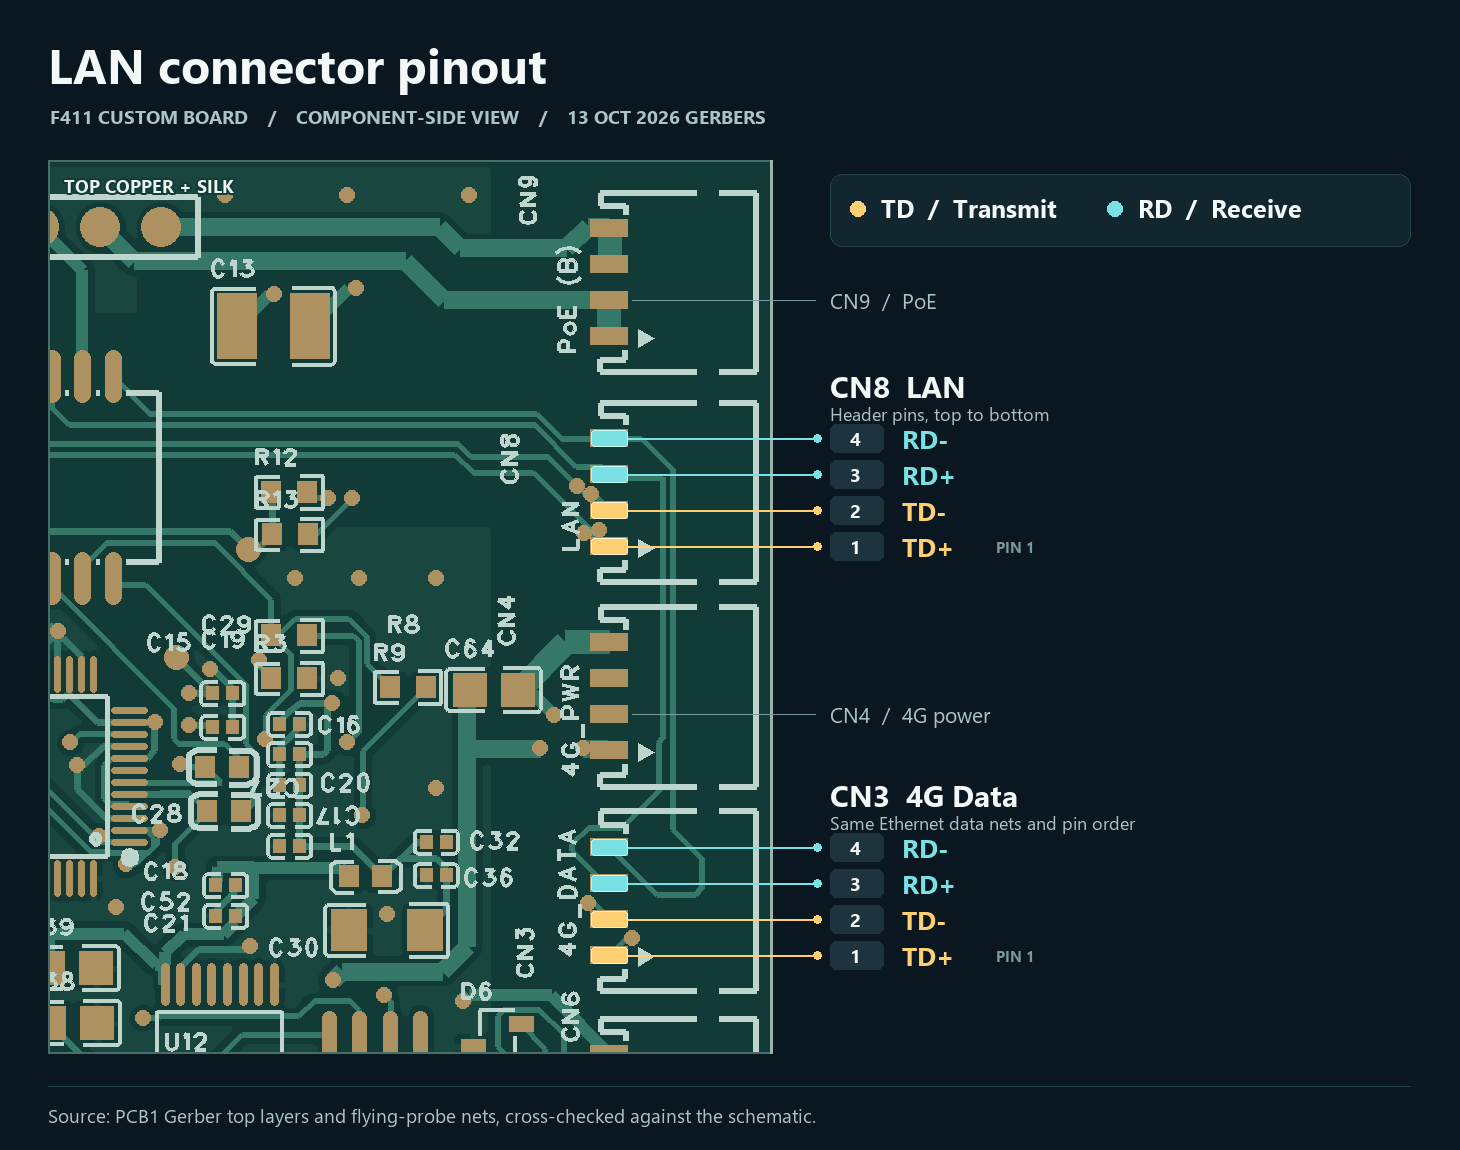 LAN connector pinout
F411 CUSTOM BOARD / COMPONENT-SIDE VIEW / 13 OCT 2026 GERBERS
TOP COPPER + SILK
TD / Transmit
RD / Receive
CN9
PoE (B)
C13
CN9 / PoE
CN8 LAN
Header pins, top to bottom
4 RD-
3 RD+
2 TD-
1 TD+ PIN 1
CN8
LAN
R12
R13
CN4
4G_PWR
C29
C15
C19
R3
R8
R9
C64
CN4 / 4G power
C16
C20
C17
C28
L1
C32
C36
C18
C52
C21
C30
CN3 4G Data
Same Ethernet data nets and pin order
4 RD-
3 RD+
2 TD-
1 TD+ PIN 1
4G_DATA
CN3
D6
CN6
U12
Source: PCB1 Gerber top layers and flying-probe nets, cross-checked against the schematic.